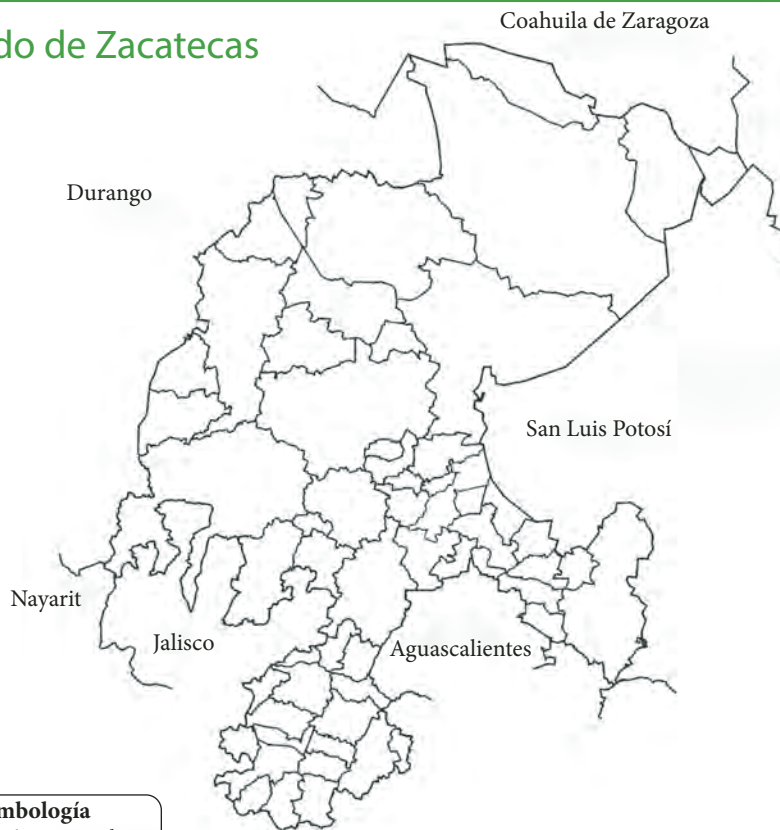 do de Zacatecas
Coahuila de Zaragoza
Durango
San Luis Potosí
Nayarit
Jalisco
Aguascalientes
mbología